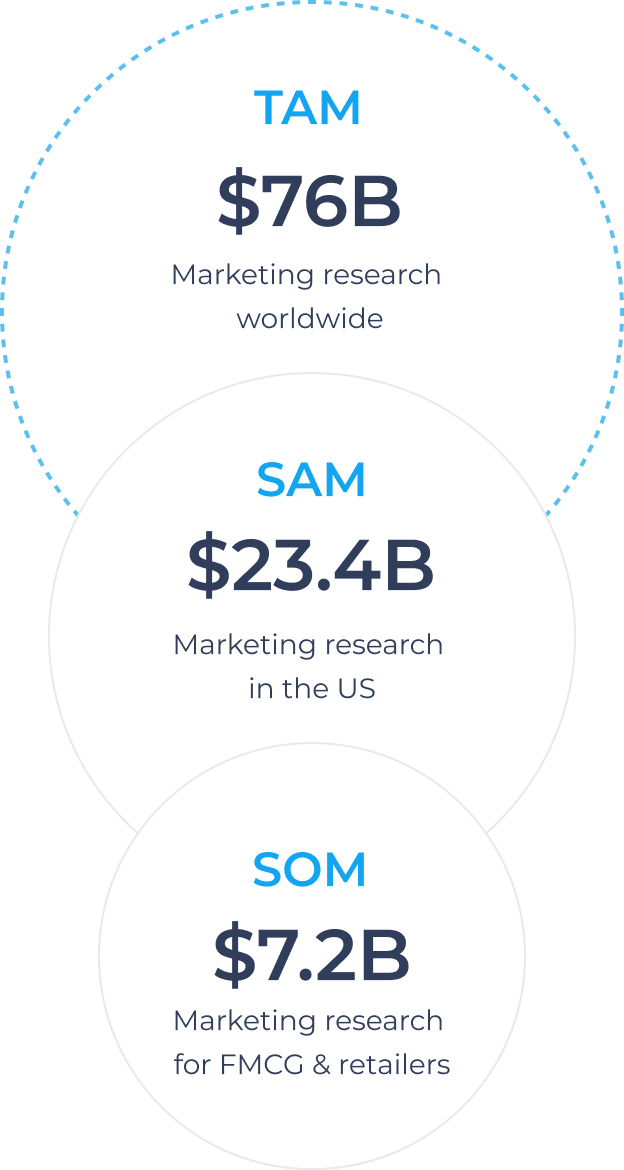 TAM
$76B
Marketing research
worldwide
SAM
$23.4B
Marketing research
in the US
SOM
$7.2B
Marketing research
for FMCG & retailers